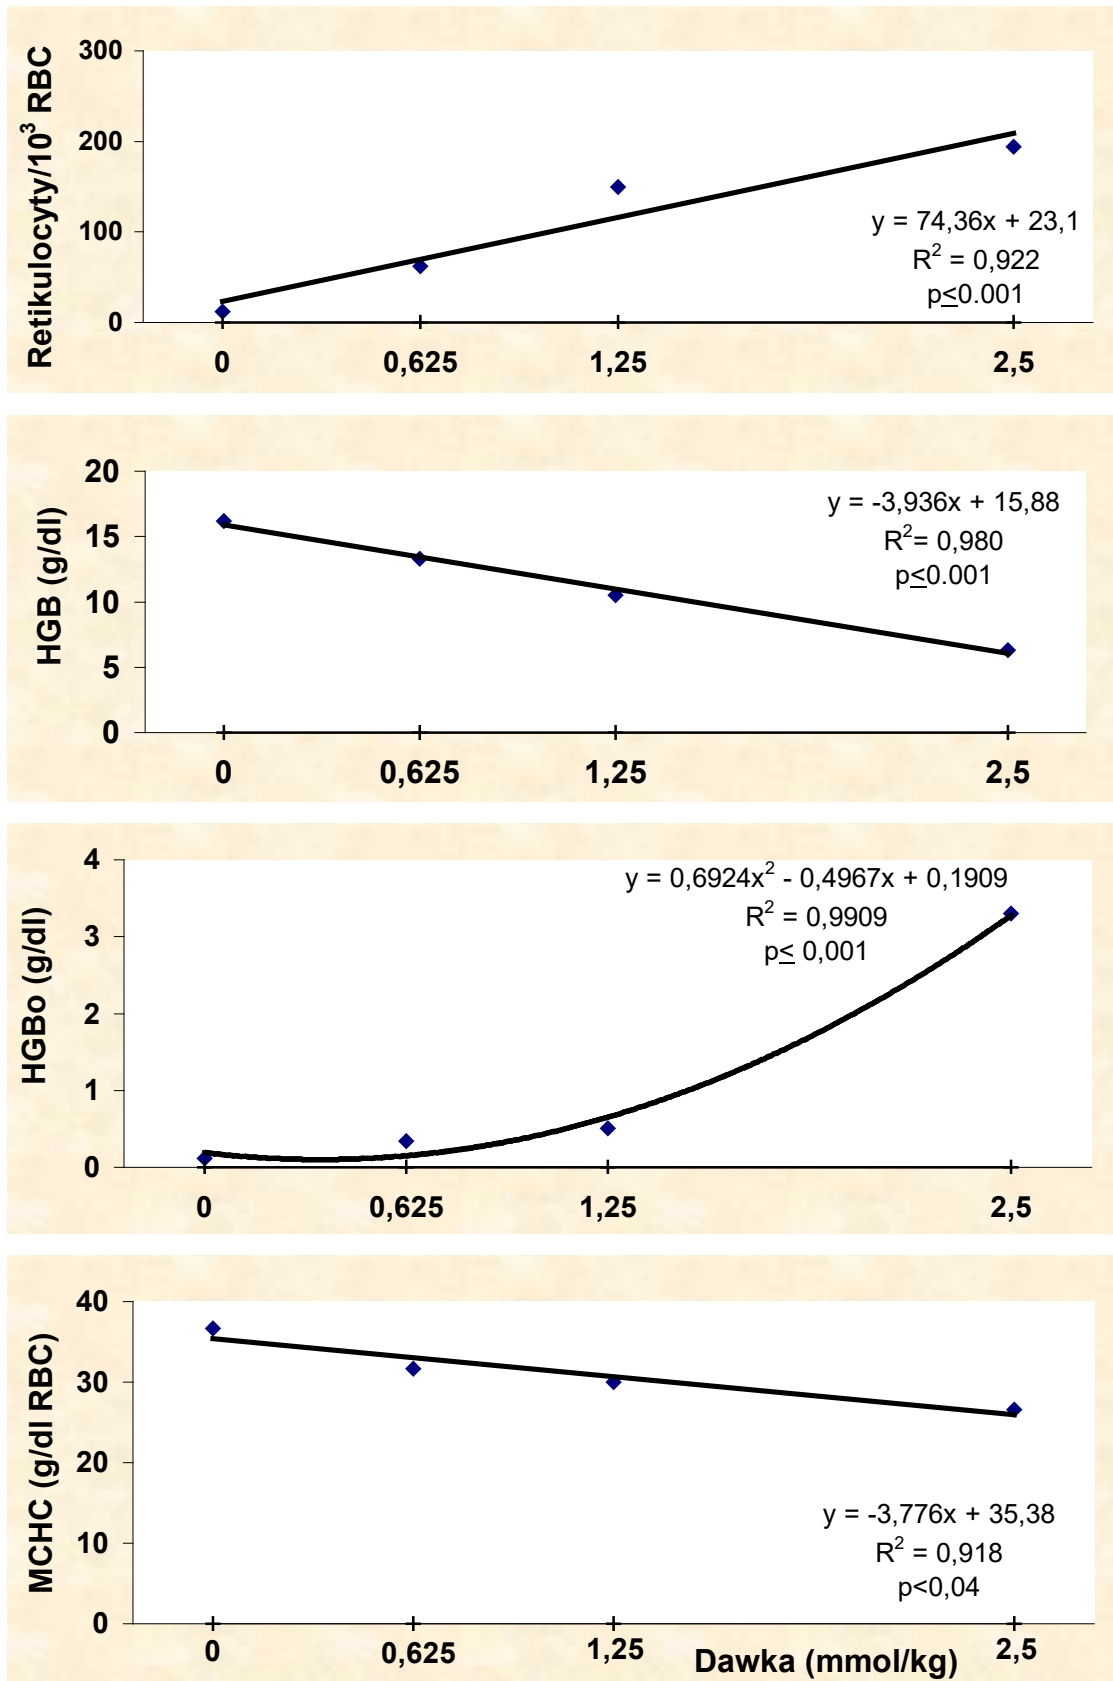 Retikulocyty/10³ RBC
300
200
100
0
y = 74,36x + 23,1
R² = 0,922
p≤0.001
0 0,625 1,25 2,5
HGB (g/dl)
20
15
10
5
0
y = -3,936x + 15,88
R²= 0,980
p≤0.001
0 0,625 1,25 2,5
HGBo (g/dl)
4
3
2
1
0
y = 0,6924x² - 0,4967x + 0,1909
R² = 0,9909
p≤ 0,001
0 0,625 1,25 2,5
MCHC (g/dl RBC)
40
30
20
10
0
y = -3,776x + 35,38
R² = 0,918
p<0,04
0 0,625 1,25 2,5
Dawka (mmol/kg)